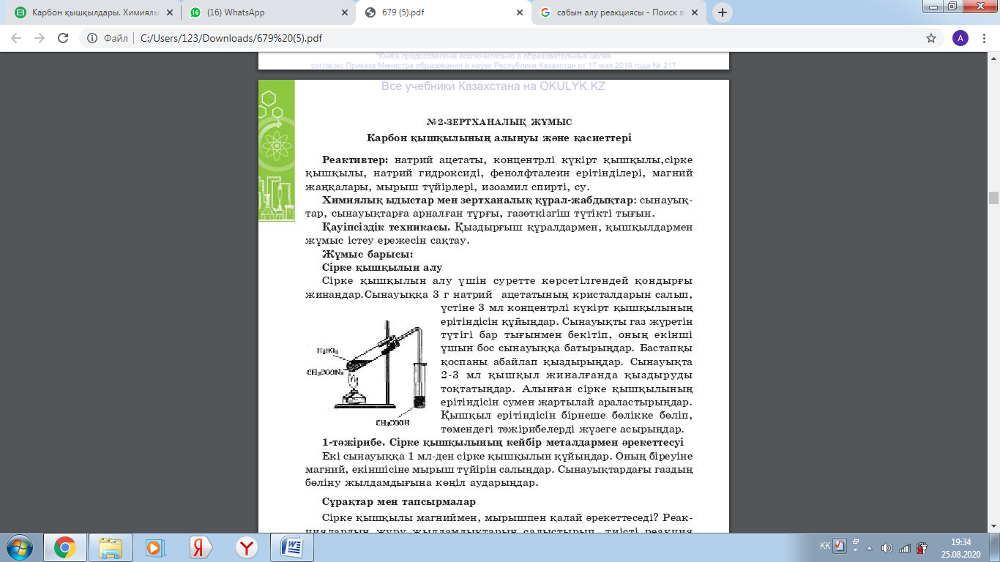 Карбон қышқылдары. Химиялы
(16) WhatsApp
679 (5).pdf
сабын алу реакциясы - Поиск в
Файл
C:/Users/123/Downloads/679%20(5).pdf
A
*Книга предоставлена исключительно в образовательных целях
согласно Приказа Министра образования и науки Республики Казахстан от 17 мая 2019 года № 217
Все учебники Казахстана на OKULYK.KZ
№2-ЗЕРТХАНАЛЫҚ ЖҰМЫС
Карбон қышқылының алынуы және қасиеттері
Реактивтер: натрий ацетаты, концентрлі күкірт қышқылы,сірке
қышқылы, натрий гидроксиді, фенолфталеин ерітінділері, магний
жаңқалары, мырыш түйірлері, изоамил спирті, су.
Химиялық ыдыстар мен зертханалық құрал-жабдықтар: сынауық-
тар, сынауықтарға арналған тұрғы, газөткізгіш түтікті тығын.
Қауіпсіздік техникасы. Қыздырғыш құралдармен, қышқылдармен
жұмыс істеу ережесін сақтау.
Жұмыс барысы:
Сірке қышқылын алу
Сірке қышқылын алу үшін суретте көрсетілгендей қондырғы
жинаңдар.Сынауыққа 3 г натрий ацетатының кристалдарын салып,
үстіне 3 мл концентрлі күкірт қышқылының
ерітіндісін құйыңдар. Сынауықты газ жүретін
түтігі бар тығынмен бекітіп, оның екінші
ұшын бос сынауыққа батырыңдар. Бастапқы
қоспаны абайлап қыздырыңдар. Сынауықта
2-3 мл қышқыл жиналғанда қыздыруды
тоқтатыңдар. Алынған сірке қышқылының
ерітіндісін сумен жартылай араластырыңдар.
Қышқыл ерітіндісін бірнеше бөлікке бөліп,
төмендегі тәжірибелерді жүзеге асырыңдар.
H₂SO₄
CH₃COONa
CH₃COOH
1-тәжірибе. Сірке қышқылының кейбір металдармен әрекеттесуі
Екі сынауыққа 1 мл-ден сірке қышқылын құйыңдар. Оның біреуіне
магний, екіншісіне мырыш түйірін салыңдар. Сынауықтардағы газдың
бөліну жылдамдығына көңіл аударыңдар.
Сұрақтар мен тапсырмалар
Сірке қышқылы магниймен, мырышпен қалай әрекеттеседі? Реак-
циялардың жүру жылдамдықтарын салыстырып, тиісті реакция
KK
19:34
25.08.2020